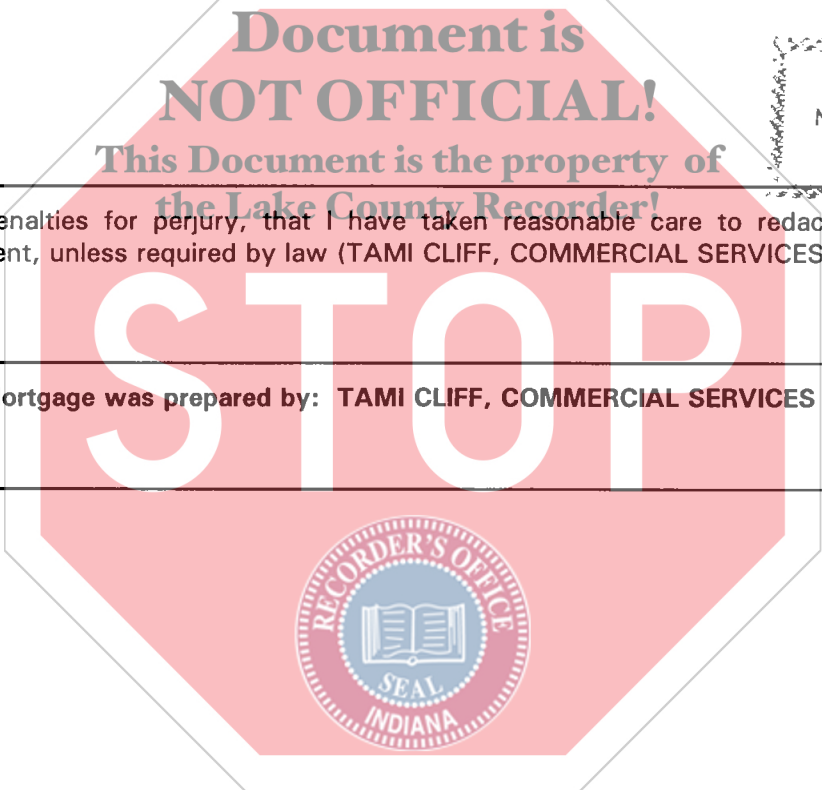 Document is
NOT OFFICIAL!
This Document is the property of
the Lake County Recorder!
enalties for perjury, that I have taken reasonable care to redac
ent, unless required by law (TAMI CLIFF, COMMERCIAL SERVICES
STOP
ortgage was prepared by: TAMI CLIFF, COMMERCIAL SERVICES
RECORDER'S OFFICE
SEAL
INDIANA